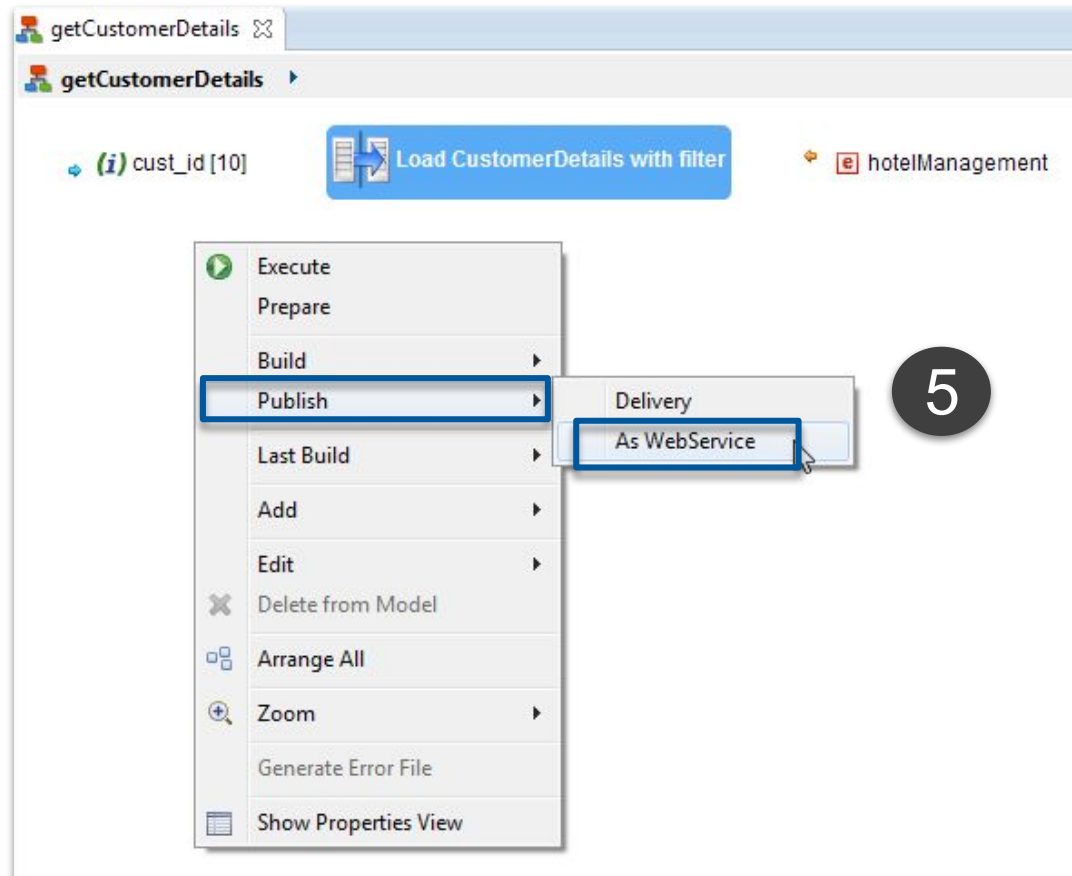 getCustomerDetails
getCustomerDetails
(i) cust_id [10]
Load CustomerDetails with filter
e hotelManagement
Execute
Prepare
Build
Publish
Delivery
5
As WebService
Last Build
Add
Edit
Delete from Model
Arrange All
Zoom
Generate Error File
Show Properties View